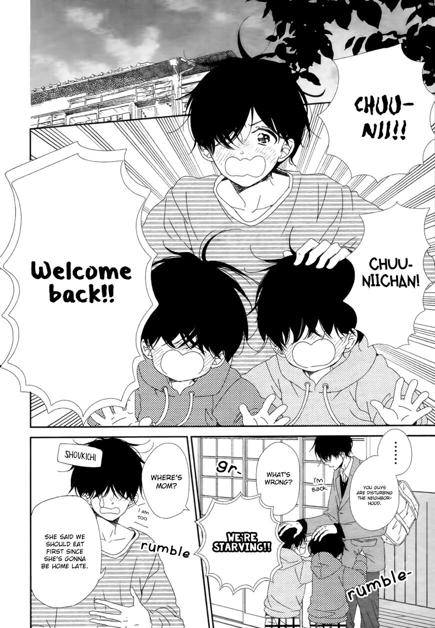 CHUU-
NII!!
CHUU-
NIICHAN!
Welcome
back!!
....
YOU GUYS
ARE DISTURBING
THE
NEIGHBOR-
HOOD.
I'm
back.
WHAT'S
WRONG?
gr-
WE'RE
STARVING!!
rumble-
WHERE'S
MOM?
I am
too.
SHOUKICHI
SHE SAID WE
SHOULD EAT
FIRST SINCE
SHE'S GONNA
BE HOME LATE.
rumble